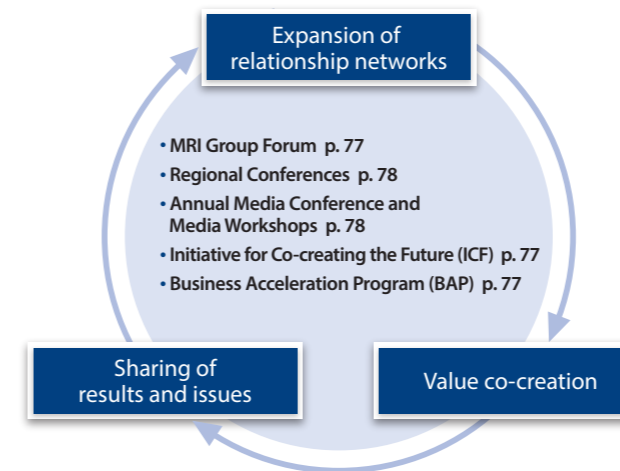 Expansion of
relationship networks
• MRI Group Forum p. 77
• Regional Conferences p. 78
• Annual Media Conference and
Media Workshops p. 78
• Initiative for Co-creating the Future (ICF) p. 77
• Business Acceleration Program (BAP) p. 77
Sharing of
results and issues
Value co-creation